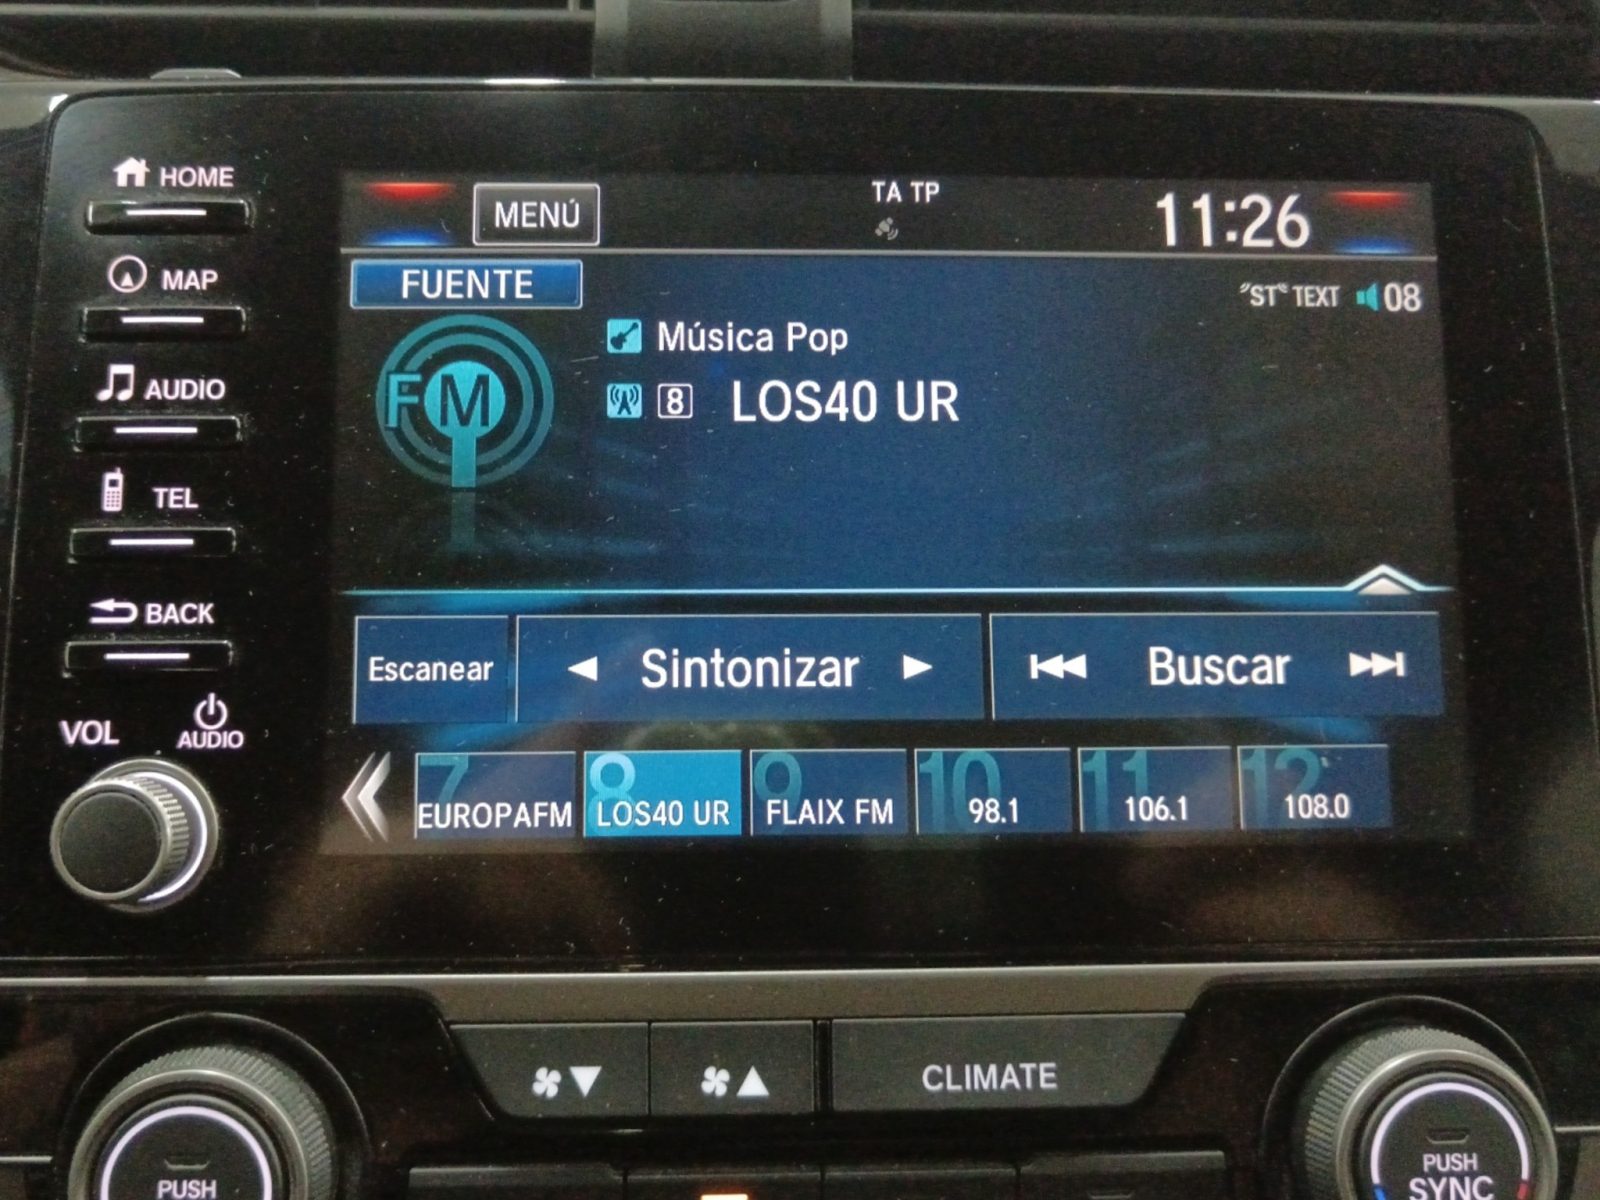 HOME
MAP
AUDIO
TEL
BACK
VOL
AUDIO
MENÚ
TA TP
11:26
FUENTE
"ST" TEXT 08
FM
Música Pop
8 LOS40 UR
Escanear
Sintonizar
Buscar
7 EUROPAFM
8 LOS40 UR
9 FLAIX FM
10 98.1
11 106.1
12 108.0
CLIMATE
PUSH
PUSH
SYNC